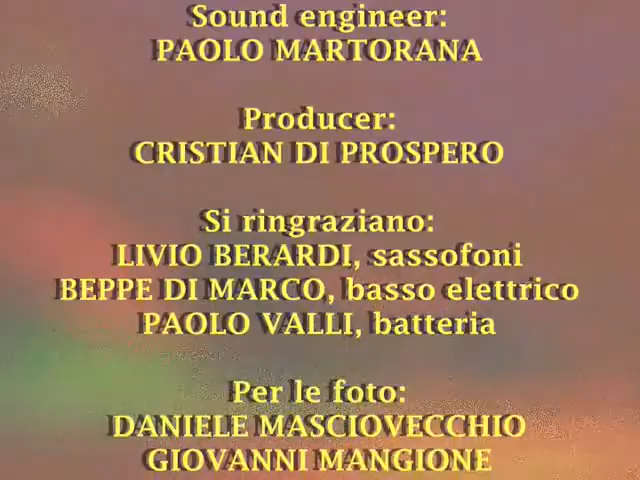 Sound engineer:
PAOLO MARTORANA
Producer:
CRISTIAN DI PROSPERO
Si ringraziano:
LIVIO BERARDI, sassofoni
BEPPE DI MARCO, basso elettrico
PAOLO VALLI, batteria
Per le foto:
DANIELE MASCIOVECCHIO
GIOVANNI MANGIONE